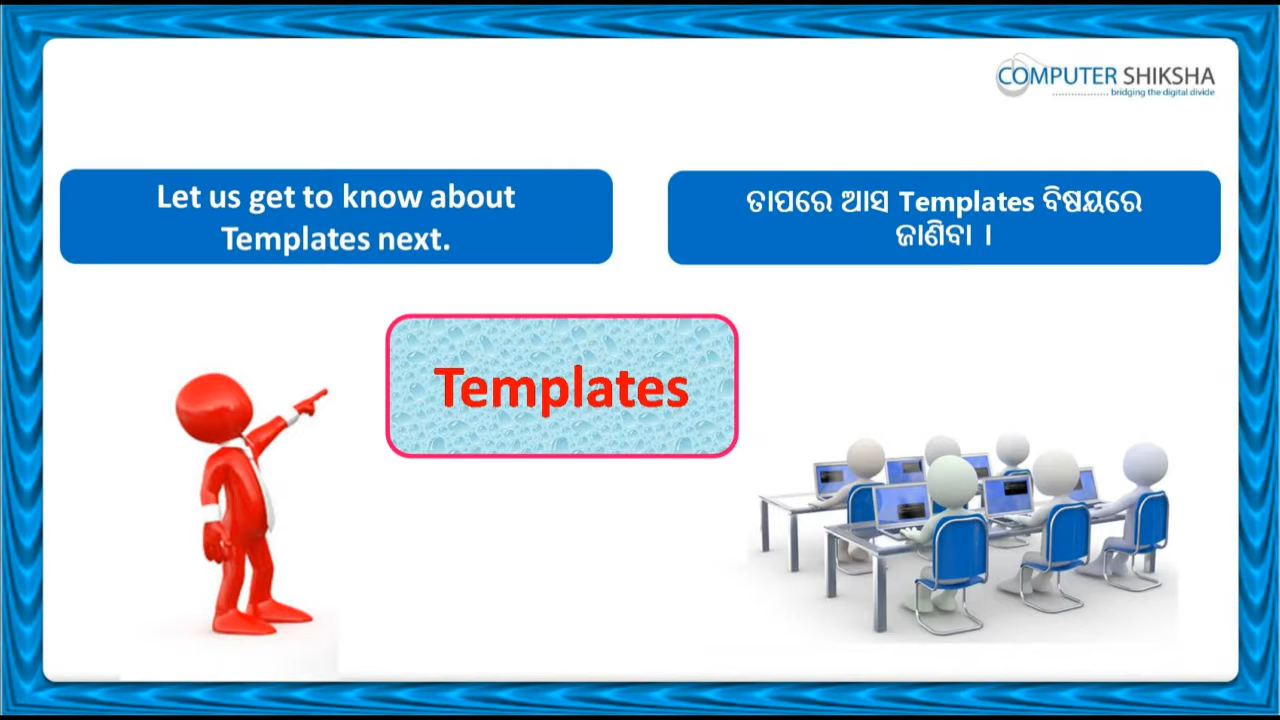 COMPUTER SHIKSHA
bridging the digital divide
Let us get to know about
Templates next.
ତାପରେ ଆସ Templates ବିଷୟରେ
ଜାଣିବା ।
Templates